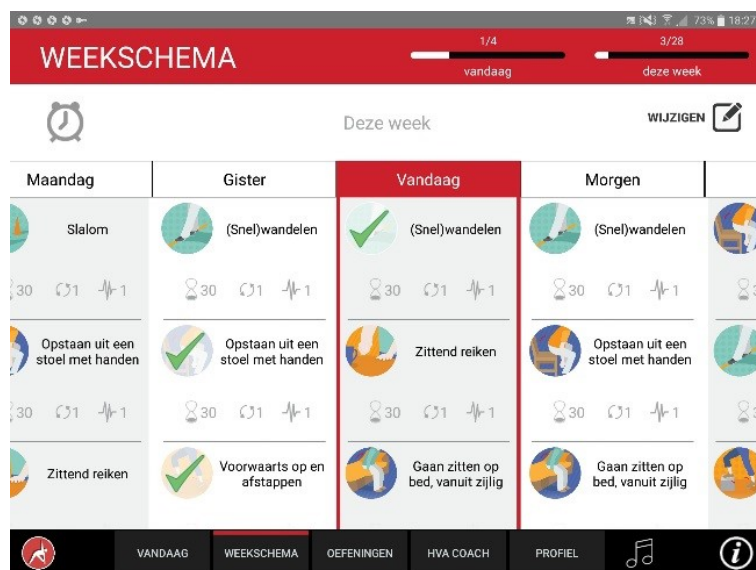 73% 18:27
WEEKSCHEMA
1/4
vandaag
3/28
deze week
Deze week
WIJZIGEN
Maandag
Gister
Vandaag
Morgen
Slalom
30 1 1
Opstaan uit een
stoel met handen
30 1 1
Zittend reiken
(Snel)wandelen
30 1 1
Opstaan uit een
stoel met handen
30 1 1
Voorwaarts op en
afstappen
(Snel)wandelen
30 1 1
Zittend reiken
30 1 1
Gaan zitten op
bed, vanuit zijlig
(Snel)wandelen
30 1 1
Opstaan uit een
stoel met handen
30 1 1
Gaan zitten op
bed, vanuit zijlig
VANDAAG
WEEKSCHEMA
OEFENINGEN
HVA COACH
PROFIEL